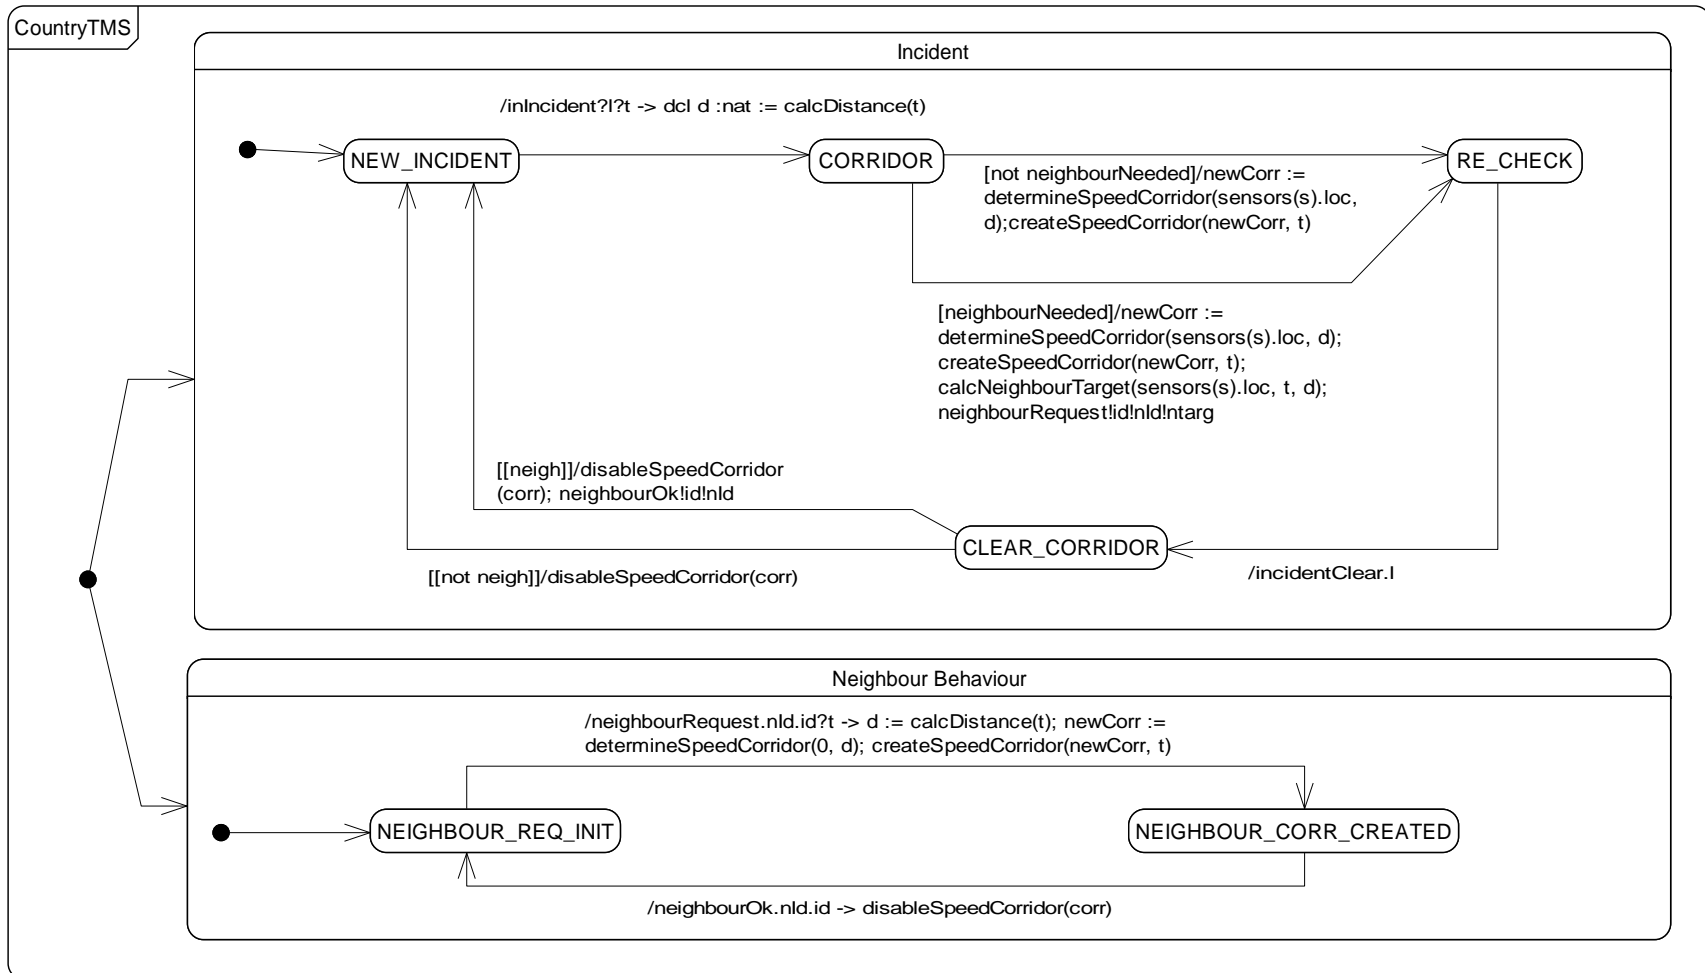 CountryTMS
Incident
/inIncident?l?t -> dcl d :nat := calcDistance(t)
NEW_INCIDENT
CORRIDOR
RE_CHECK
[not neighbourNeeded]/newCorr :=
determineSpeedCorridor(sensors(s).loc,
d);createSpeedCorridor(newCorr, t)
[neighbourNeeded]/newCorr :=
determineSpeedCorridor(sensors(s).loc, d);
createSpeedCorridor(newCorr, t);
calcNeighbourTarget(sensors(s).loc, t, d);
neighbourRequest!id!nId!ntarg
[[neigh]]/disableSpeedCorridor
(corr); neighbourOk!id!nId
CLEAR_CORRIDOR
[[not neigh]]/disableSpeedCorridor(corr)
/incidentClear.l
Neighbour Behaviour
/neighbourRequest.nId.id?t -> d := calcDistance(t); newCorr :=
determineSpeedCorridor(0, d); createSpeedCorridor(newCorr, t)
NEIGHBOUR_REQ_INIT
NEIGHBOUR_CORR_CREATED
/neighbourOk.nId.id -> disableSpeedCorridor(corr)